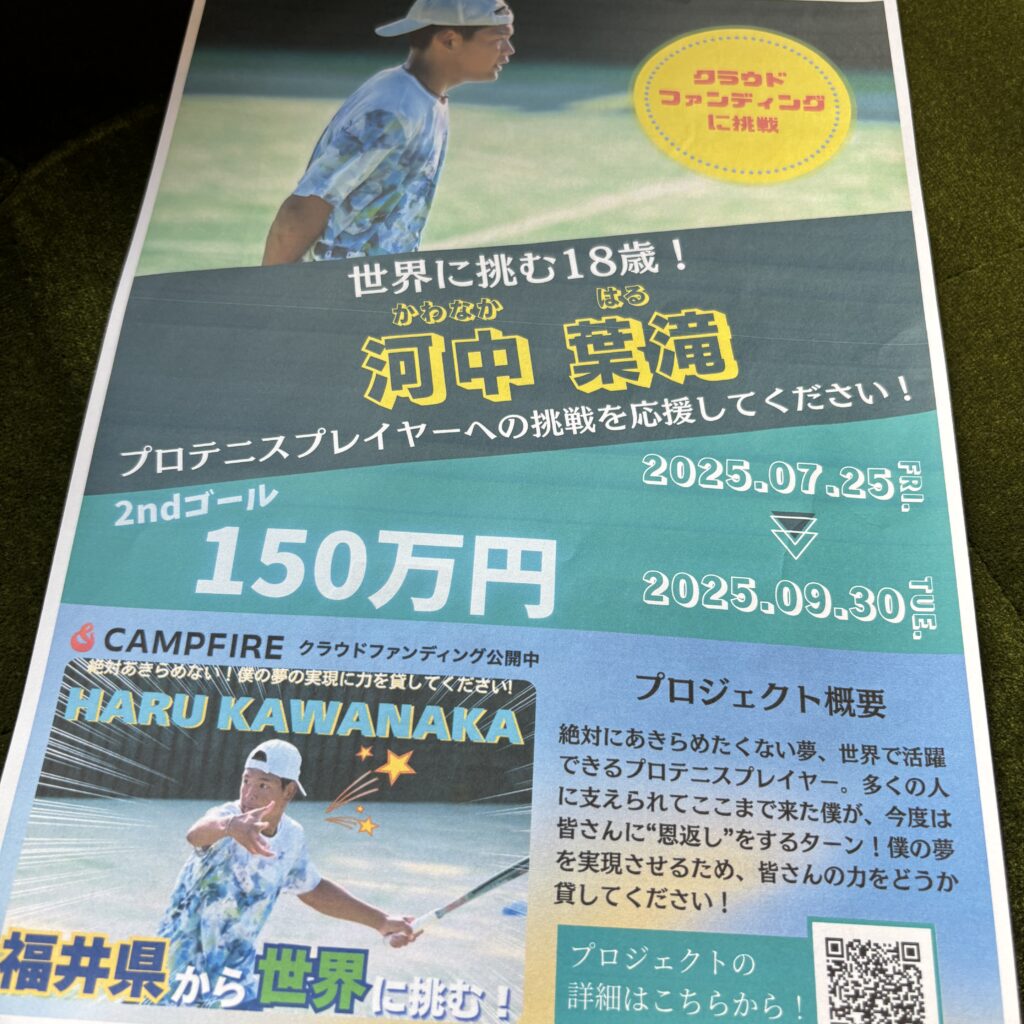 クラウド
ファンディング
に挑戦
世界に挑む18歳！
かわなか はる
河中 葉滝
プロテニスプレイヤーへの挑戦を応援してください！
2ndゴール
150万円
2025.07.25 FRI.
2025.09.30 TUE.
CAMPFIRE クラウドファンディング公開中
絶対あきらめない！僕の夢の実現に力を貸してください!
HARU KAWANAKA
福井県から世界に挑む！
プロジェクト概要
絶対にあきらめたくない夢、世界で活躍
できるプロテニスプレイヤー。多くの人
に支えられてここまで来た僕が、今度は
皆さんに“恩返し”をするターン！僕の夢
を実現させるため、皆さんの力をどうか
貸してください！
プロジェクトの
詳細はこちらから！